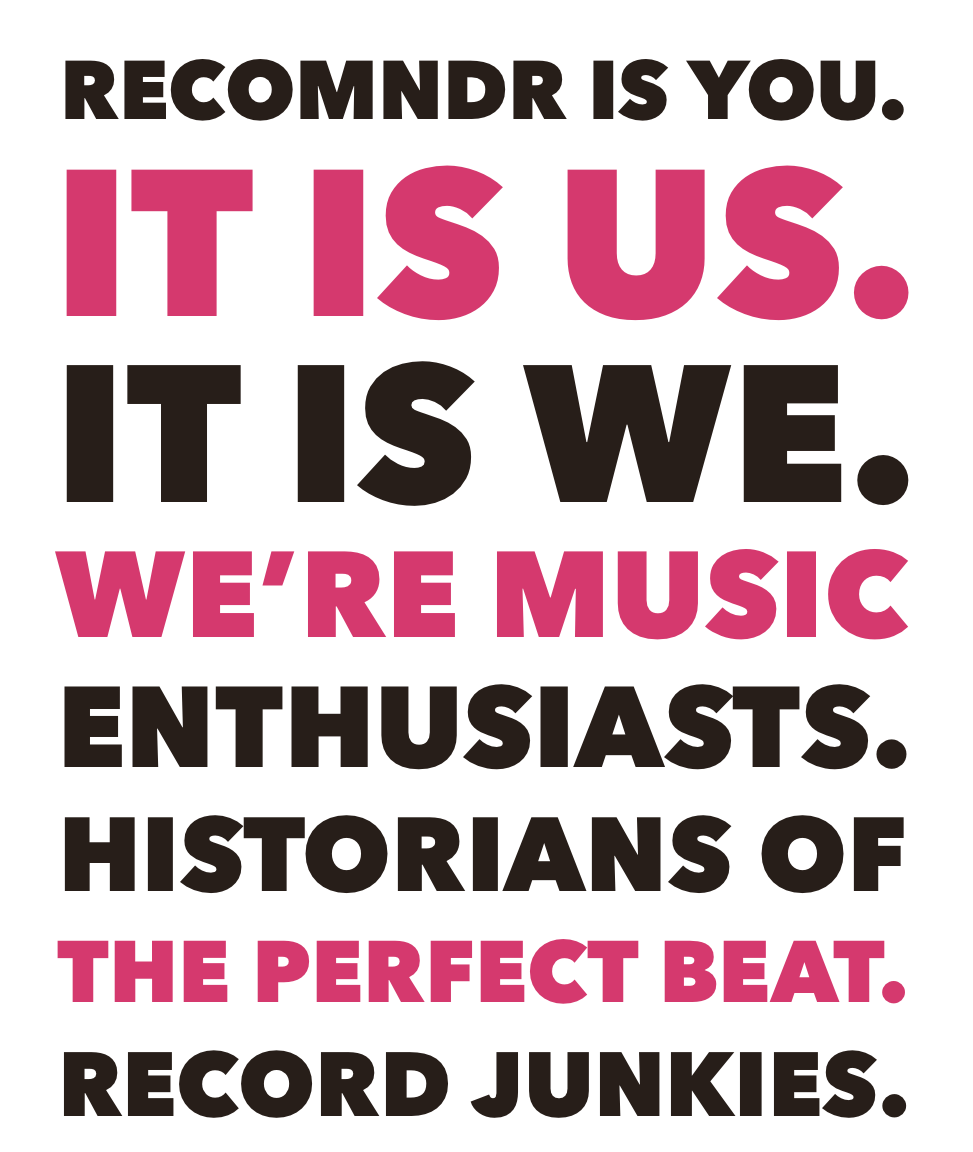 RECOMNDR IS YOU.
IT IS US.
IT IS WE.
WE’RE MUSIC
ENTHUSIASTS.
HISTORIANS OF
THE PERFECT BEAT.
RECORD JUNKIES.